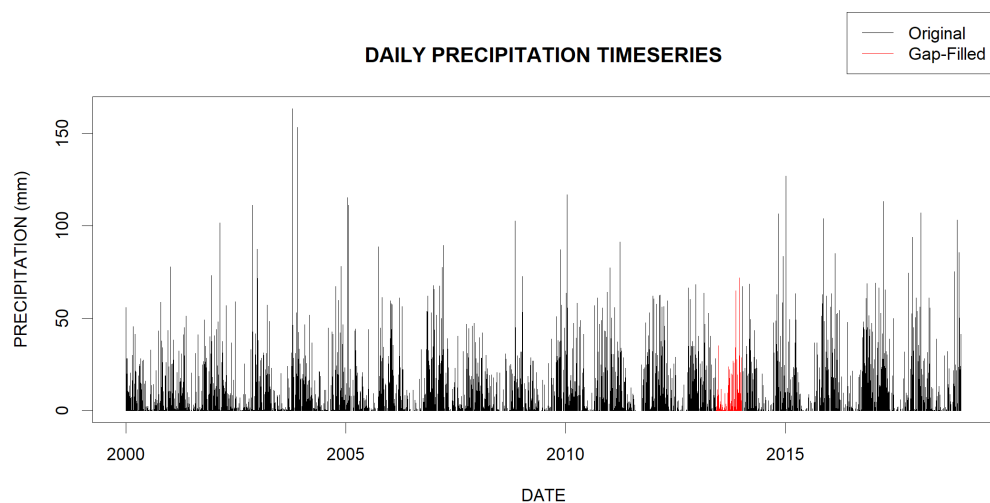 Original
Gap-Filled
DAILY PRECIPITATION TIMESERIES
PRECIPITATION (mm)
150
100
50
0
2000 2005 2010 2015
DATE